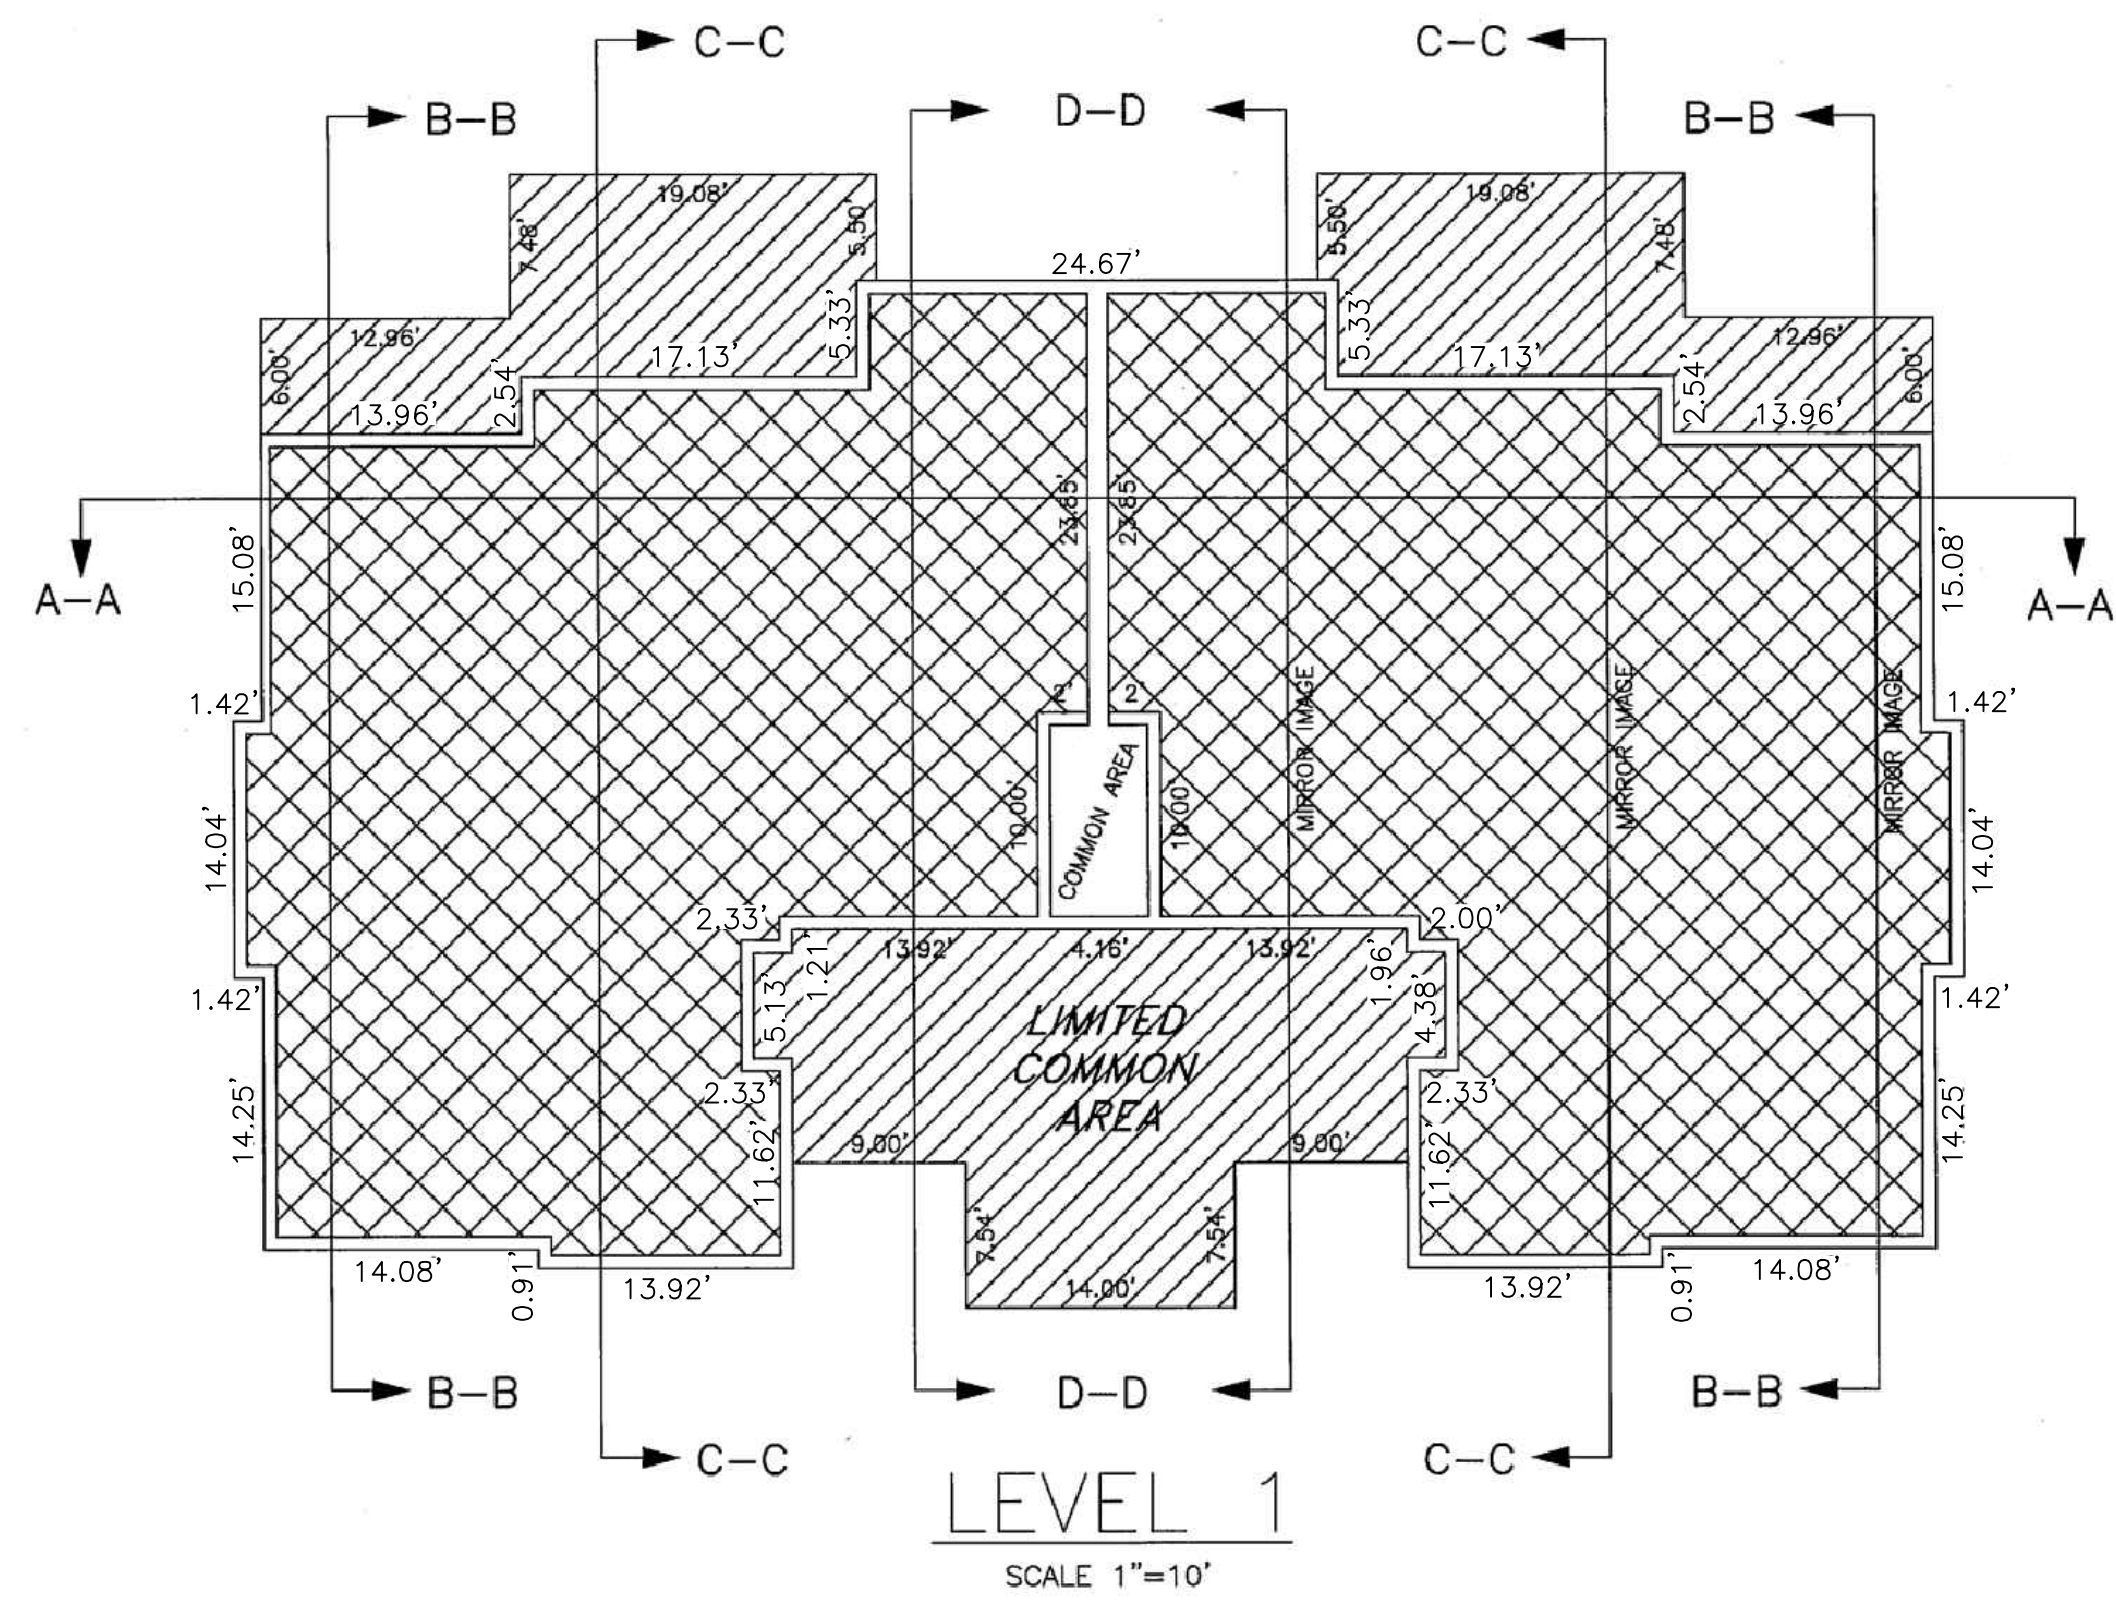 C–C C–C
B–B D–D B–B
19.08' 19.08'
7.48' 5.50' 5.50' 7.48'
24.67'
12.96' 5.33' 5.33' 12.96'
6.00' 17.13' 17.13' 6.00'
13.96' 2.54' 2.54' 13.96'
23.85' 23.85'
A–A 15.08' 15.08' A–A
1.42' 2' 2' 1.42'
MIRROR IMAGE MIRROR IMAGE MIRROR IMAGE
14.04' 10.00' COMMON AREA 10.00' 14.04'
2.33' 2.00'
13.92' 4.16' 13.92'
1.21' 1.96'
1.42' 5.13' 4.38' 1.42'
LIMITED
COMMON
AREA
2.33' 2.33'
14.25' 11.62' 9.00' 9.00' 11.62' 14.25'
7.54' 7.54'
14.08' 14.08'
0.91' 13.92' 14.00' 13.92' 0.91'
B–B D–D B–B
C–C C–C
LEVEL 1
SCALE 1"=10'